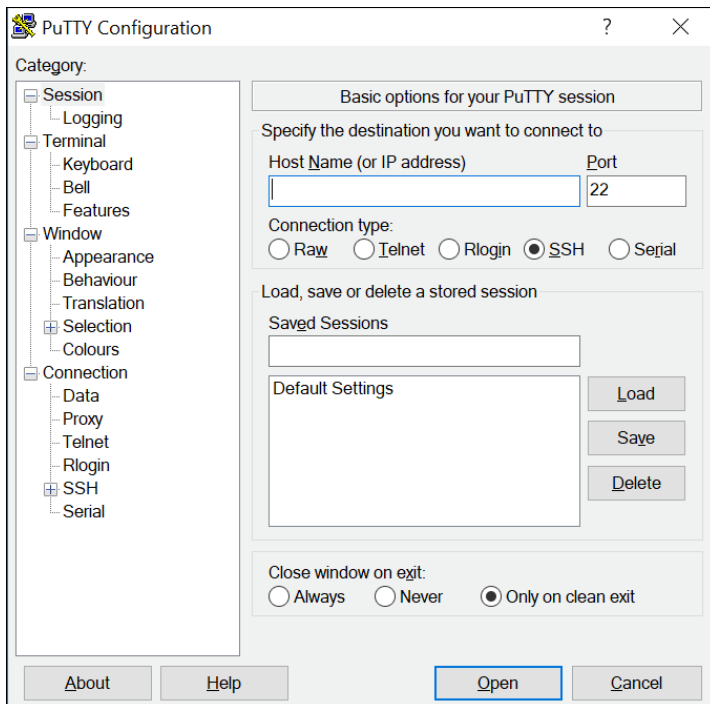 PuTTY Configuration
?
Category:
Session
Logging
Terminal
Keyboard
Bell
Features
Window
Appearance
Behaviour
Translation
Selection
Colours
Connection
Data
Proxy
Telnet
Rlogin
SSH
Serial
Basic options for your PuTTY session
Specify the destination you want to connect to
Host Name (or IP address) Port
22
Connection type:
Raw Telnet Rlogin SSH Serial
Load, save or delete a stored session
Saved Sessions
Default Settings
Load
Save
Delete
Close window on exit:
Always Never Only on clean exit
About Help Open Cancel